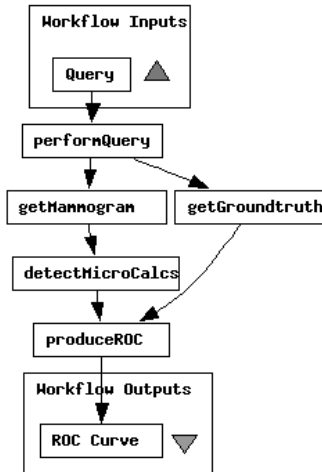 Workflow Inputs
Query
performQuery
getMammogram
getGroundtruth
detectMicroCalcs
produceROC
Workflow Outputs
ROC Curve